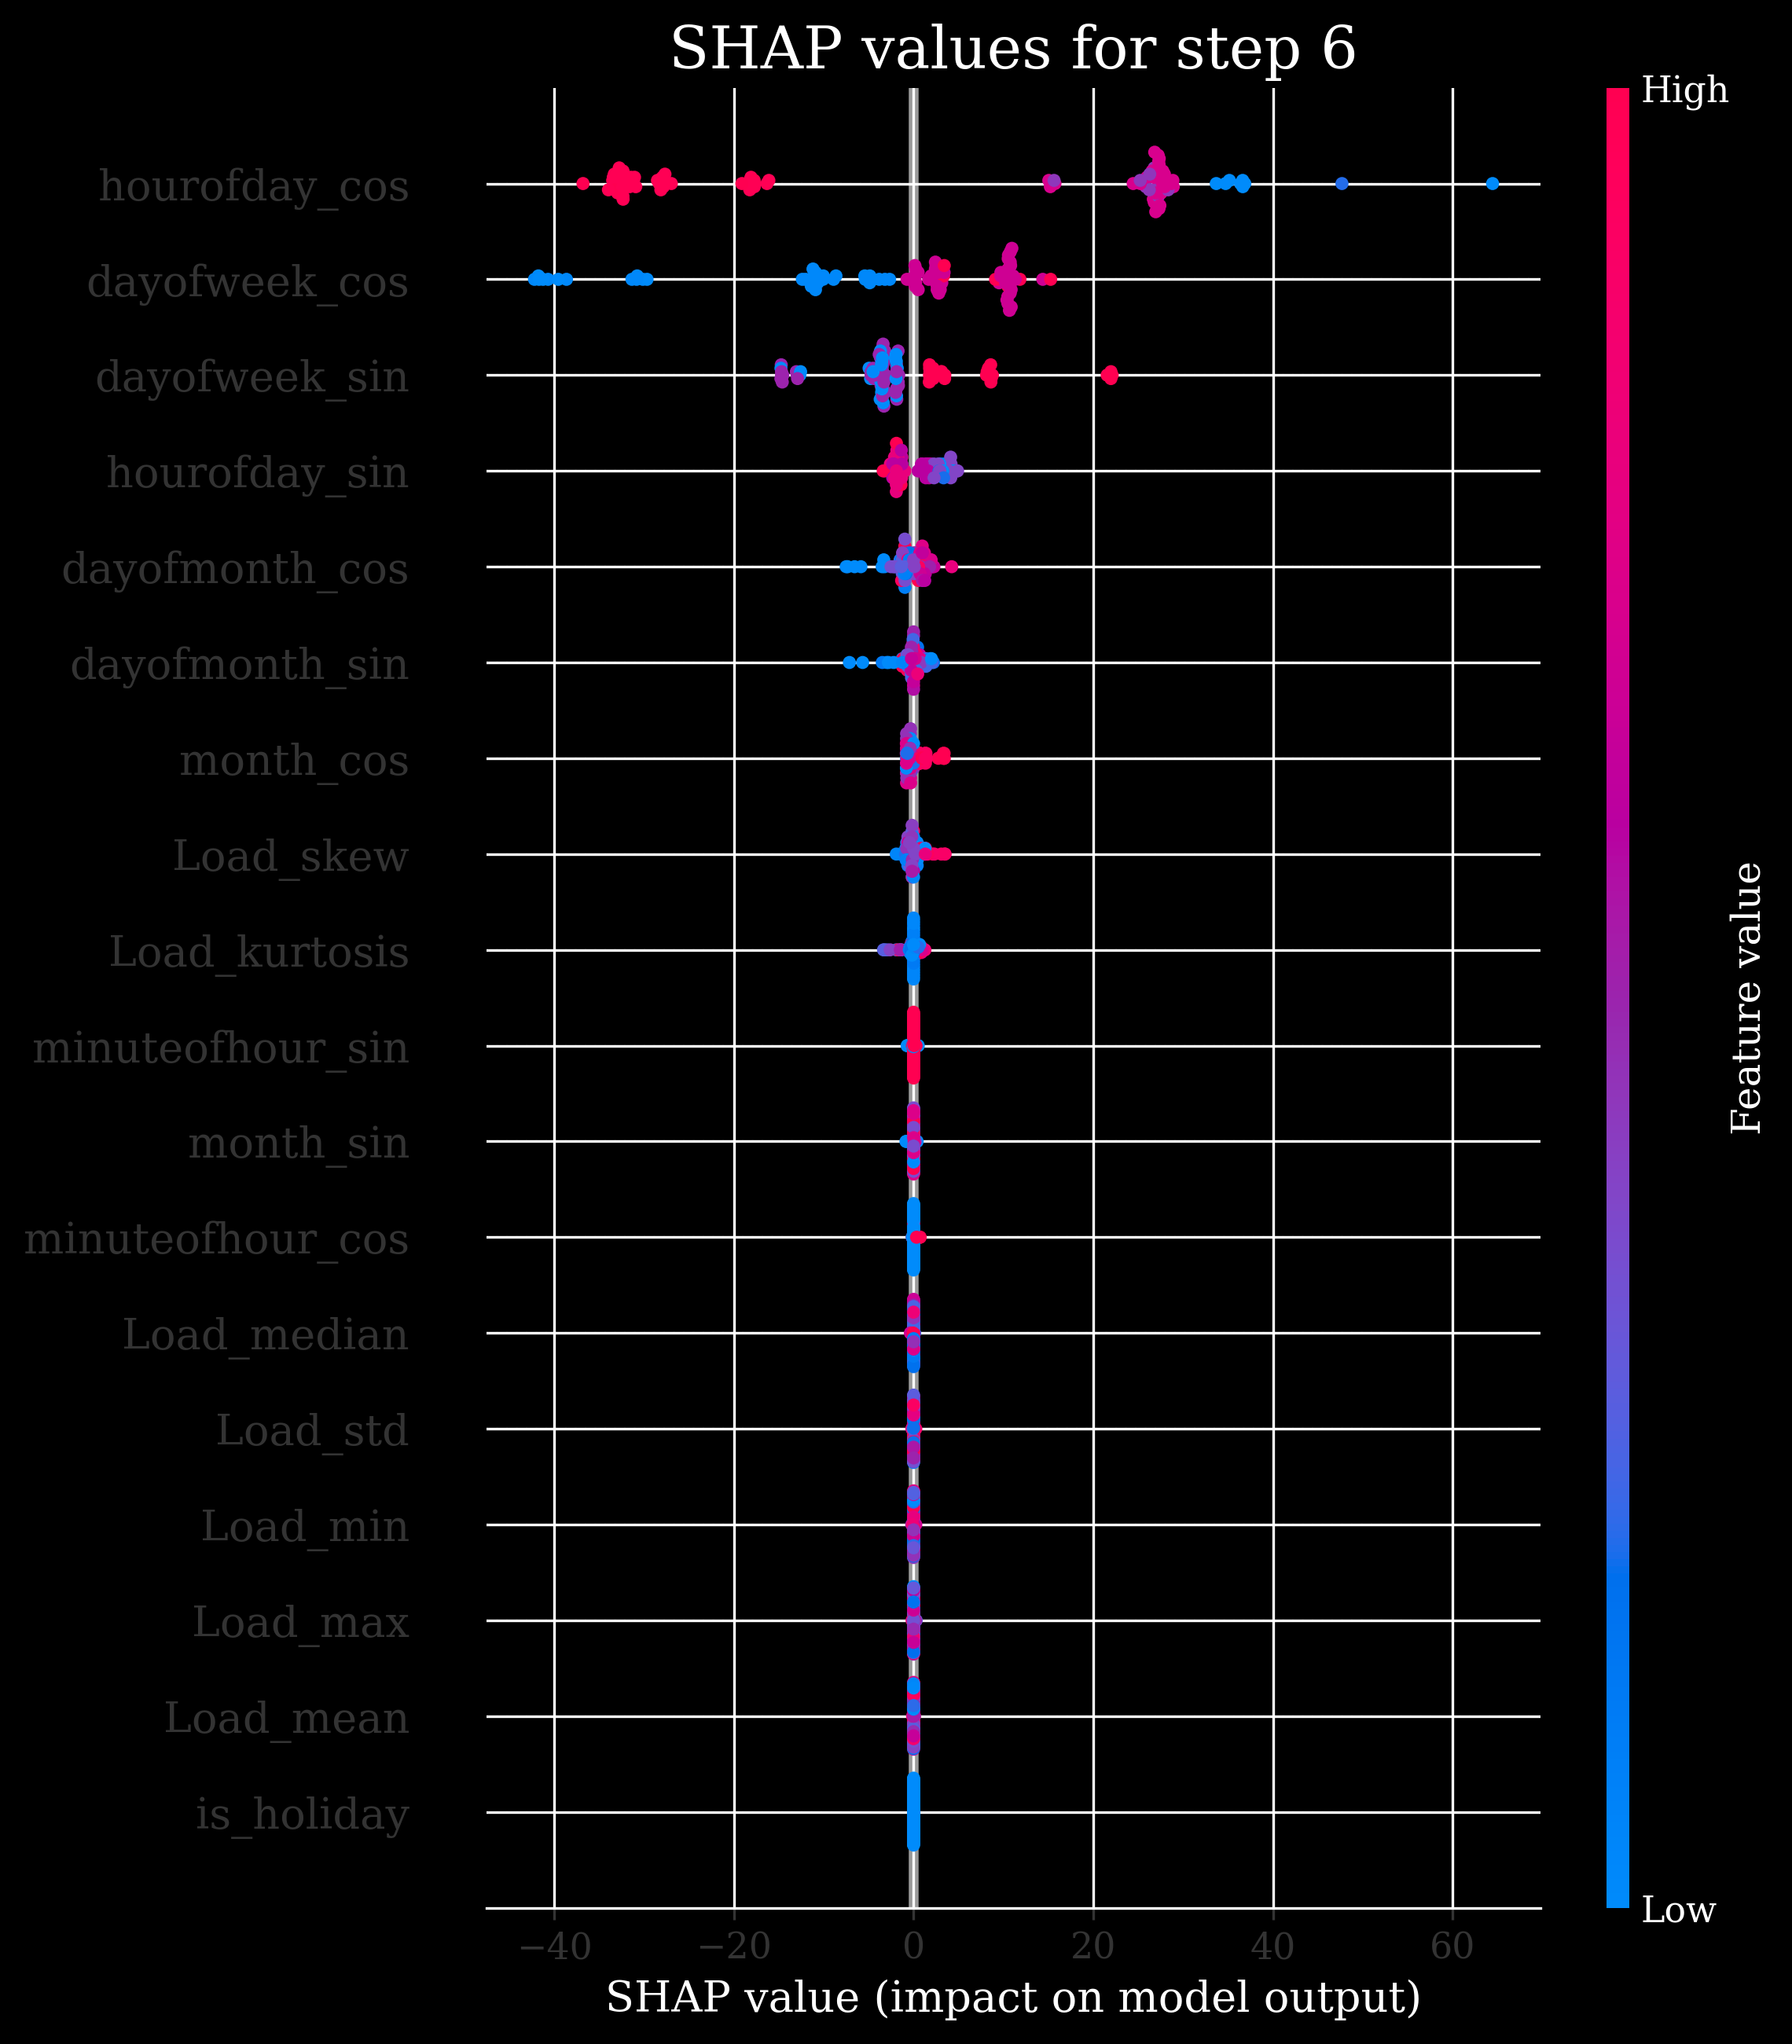 SHAP values for step 6
High
hourofday_cos
dayofweek_cos
dayofweek_sin
hourofday_sin
dayofmonth_cos
dayofmonth_sin
month_cos
Load_skew
Load_kurtosis
minuteofhour_sin
month_sin
minuteofhour_cos
Load_median
Load_std
Load_min
Load_max
Load_mean
is_holiday
Feature value
Low
−40 −20 0 20 40 60
SHAP value (impact on model output)